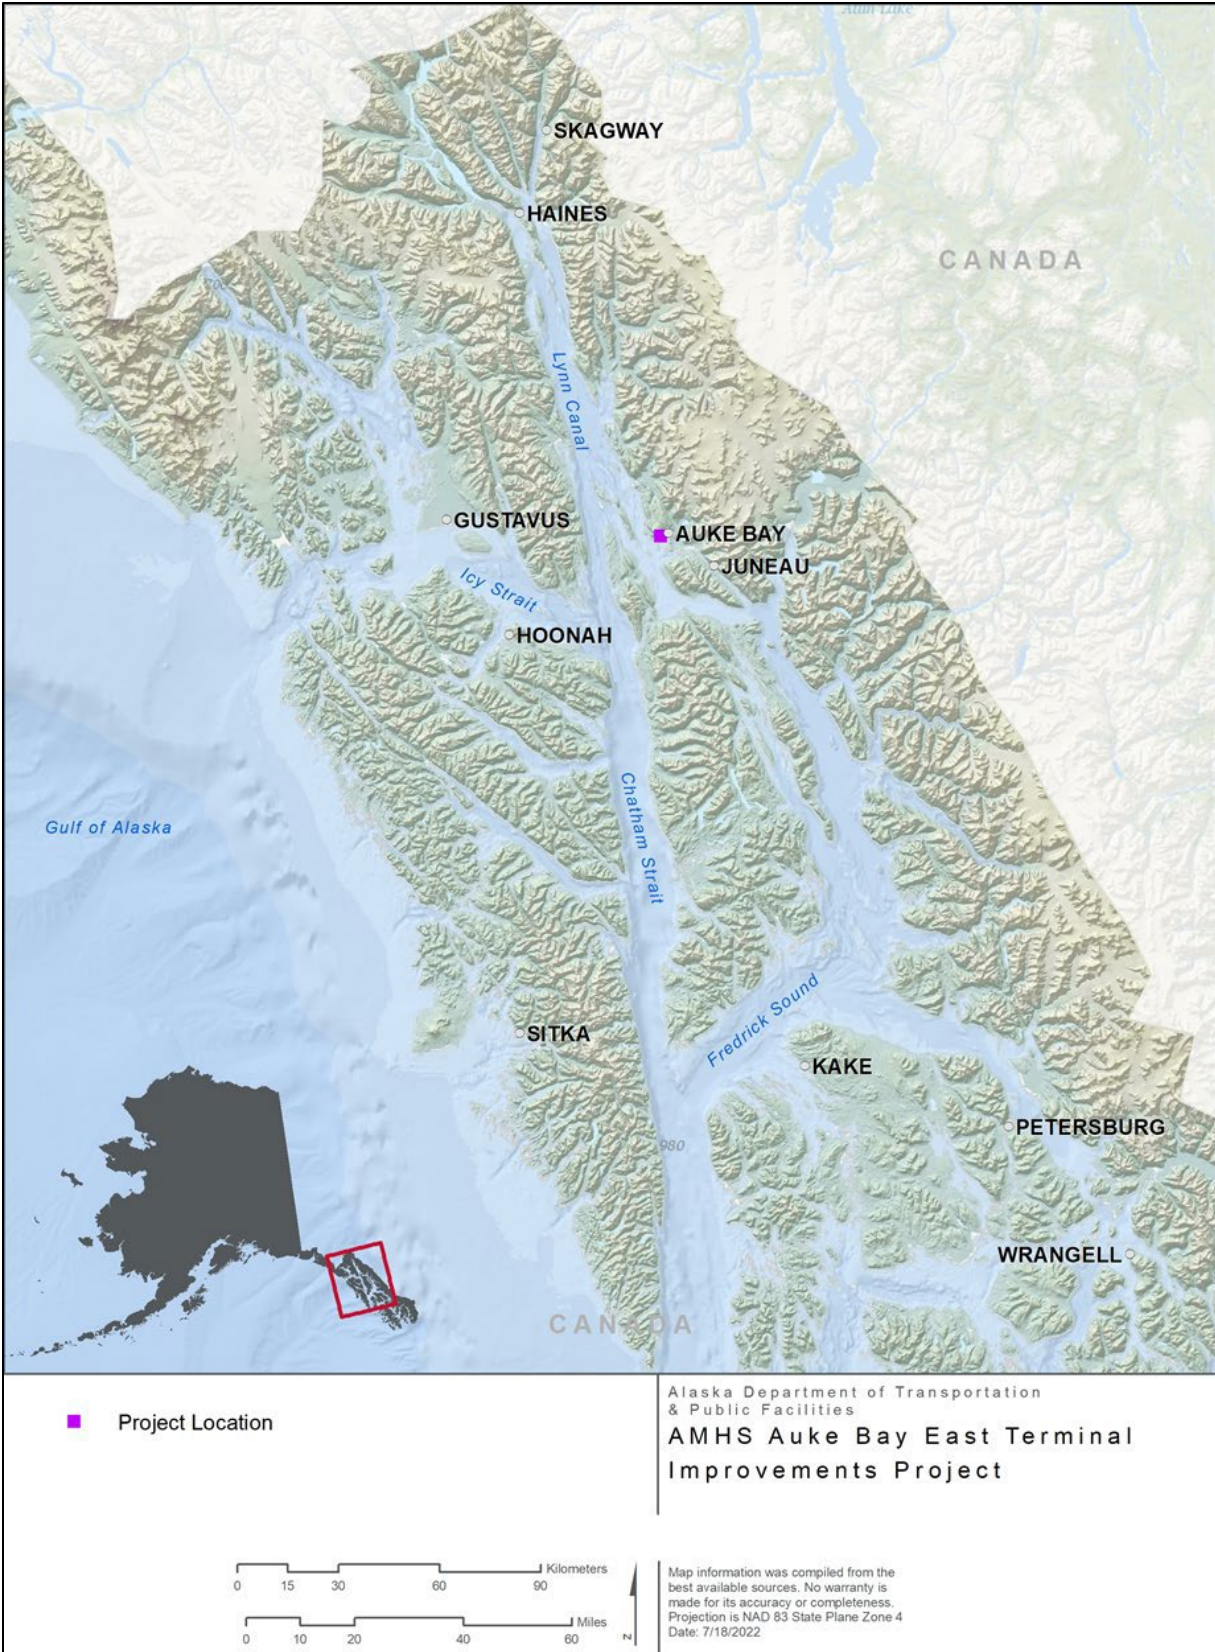 Atlin Lake
SKAGWAY
HAINES
CANADA
Lynn Canal
GUSTAVUS
AUKE BAY
JUNEAU
Icy Strait
HOONAH
Chatham Strait
Gulf of Alaska
Fredrick Sound
SITKA
KAKE
PETERSBURG
980
WRANGELL
CANADA
Project Location
Alaska Department of Transportation
& Public Facilities
AMHS Auke Bay East Terminal
Improvements Project
Kilometers
0 15 30 60 90
Miles
0 10 20 40 60
N
Map information was compiled from the
best available sources. No warranty is
made for its accuracy or completeness.
Projection is NAD 83 State Plane Zone 4
Date: 7/18/2022